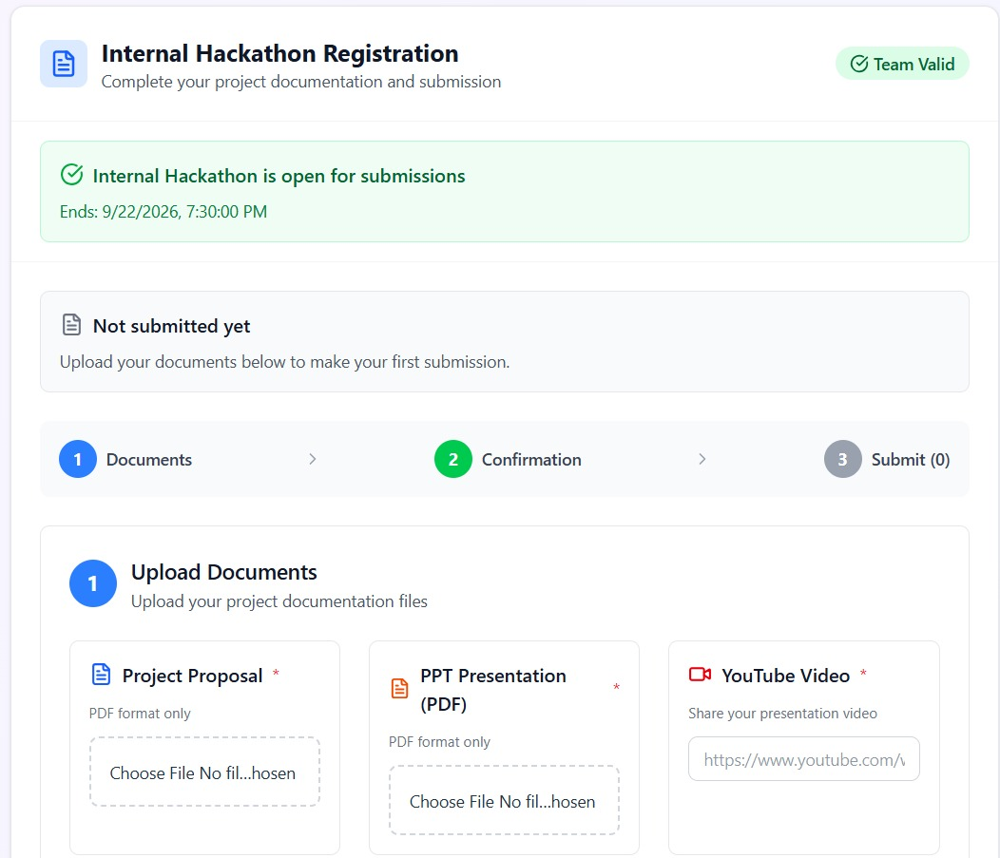 Internal Hackathon Registration
Complete your project documentation and submission
Team Valid
Internal Hackathon is open for submissions
Ends: 9/22/2026, 7:30:00 PM
Not submitted yet
Upload your documents below to make your first submission.
1 Documents
2 Confirmation
3 Submit (0)
1
Upload Documents
Upload your project documentation files
Project Proposal *
PDF format only
Choose File No fil...hosen
PPT Presentation
(PDF) *
PDF format only
Choose File No fil...hosen
YouTube Video *
Share your presentation video
https://www.youtube.com/